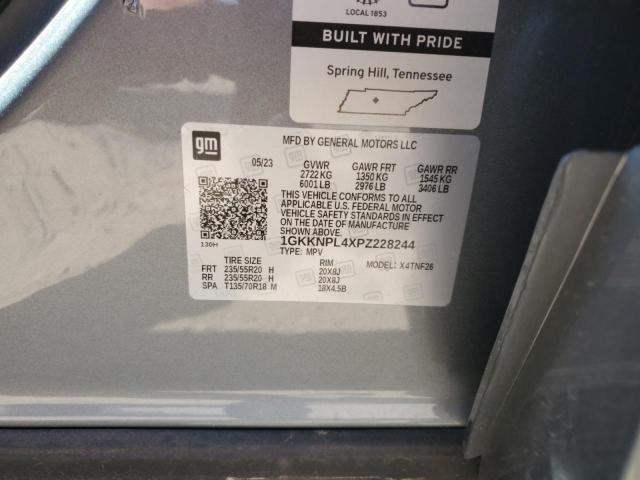 LOCAL 1853
BUILT WITH PRIDE
Spring Hill, Tennessee
gm
MFD BY GENERAL MOTORS LLC
05/23 GVWR GAWR FRT GAWR RR
2722 KG 1350 KG 1545 KG
6001 LB 2976 LB 3406 LB
THIS VEHICLE CONFORMS TO ALL
APPLICABLE U.S. FEDERAL MOTOR
VEHICLE SAFETY STANDARDS IN EFFECT
ON THE DATE OF MANUFACTURE
SHOWN ABOVE.
1GKKNPL4XPZ228244
130H
TYPE: MPV
TIRE SIZE RIM MODEL: X4TNF26
FRT 235/55R20 H 20X8J
RR 235/55R20 H 20X8J
SPA T135/70R18 M 18X4.5B